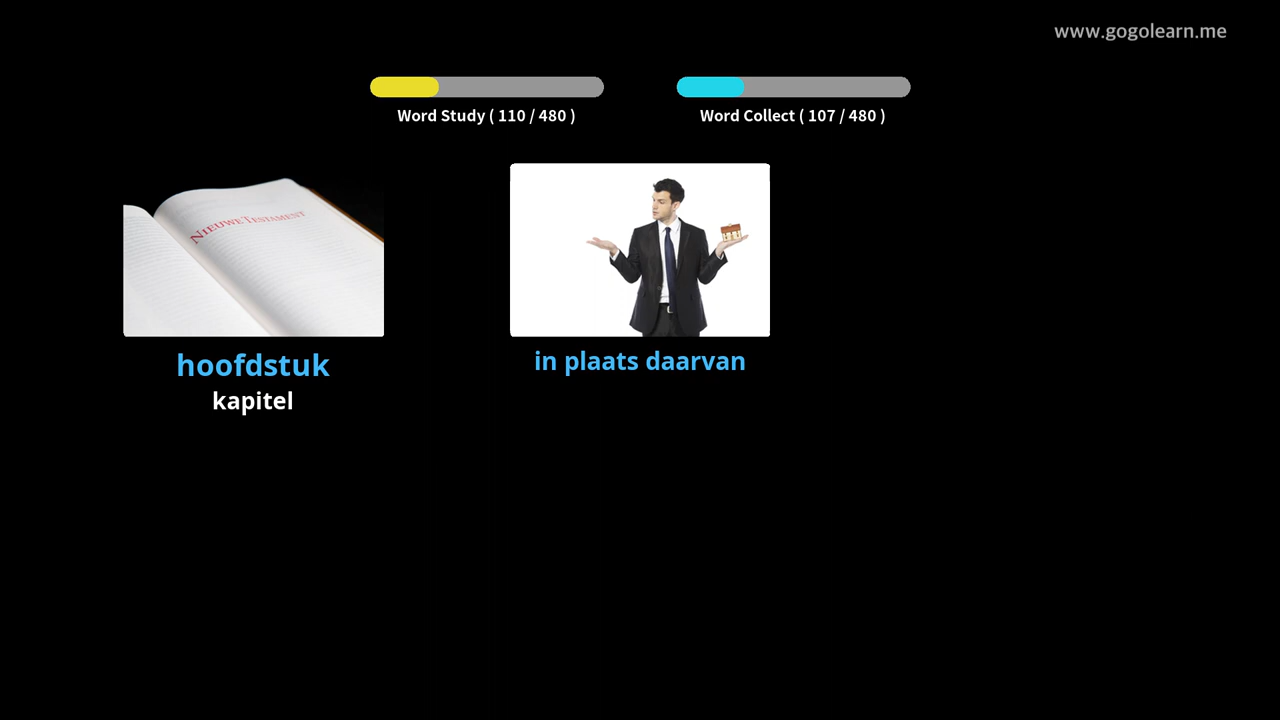 www.gogolearn.me
Word Study ( 110 / 480 )
Word Collect ( 107 / 480 )
NIEUWE TESTAMENT
hoofdstuk
kapitel
in plaats daarvan